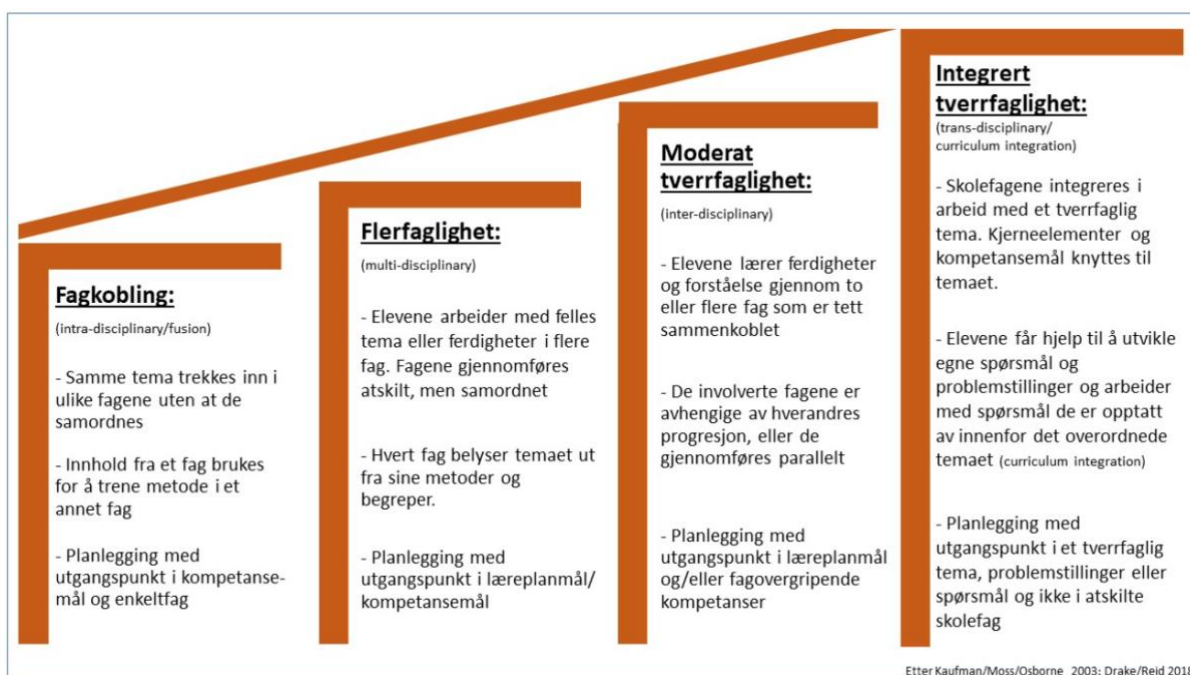 Fagkobling:
(intra-disciplinary/fusion)
- Samme tema trekkes inn i
ulike fagene uten at de
samordnes
- Innhold fra et fag brukes
for å trene metode i et
annet fag
- Planlegging med
utgangspunkt i kompetanse-
mål og enkeltfag
Flerfaglighet:
(multi-disciplinary)
- Elevene arbeider med felles
tema eller ferdigheter i flere
fag. Fagene gjennomføres
atskilt, men samordnet
- Hvert fag belyser temaet ut
fra sine metoder og
begreper.
- Planlegging med
utgangspunkt i læreplanmål/
kompetansemål
Moderat
tverrfaglighet:
(inter-disciplinary)
- Elevene lærer ferdigheter
og forståelse gjennom to
eller flere fag som er tett
sammenkoblet
- De involverte fagene er
avhengige av hverandres
progresjon, eller de
gjennomføres parallelt
- Planlegging med
utgangspunkt i læreplanmål
og/eller fagovergripende
kompetanser
Integrert
tverrfaglighet:
(trans-disciplinary/
curriculum integration)
- Skolefagene integreres i
arbeid med et tverrfaglig
tema. Kjerneelementer og
kompetansemål knyttes til
temaet.
- Elevene får hjelp til å utvikle
egne spørsmål og
problemstillinger og arbeider
med spørsmål de er opptatt
av innenfor det overordnede
temaet (curriculum integration)
- Planlegging med
utgangspunkt i et tverrfaglig
tema, problemstillinger eller
spørsmål og ikke i atskilte
skolefag
Etter Kaufman/Moss/Osborne 2003; Drake/Reid 2018